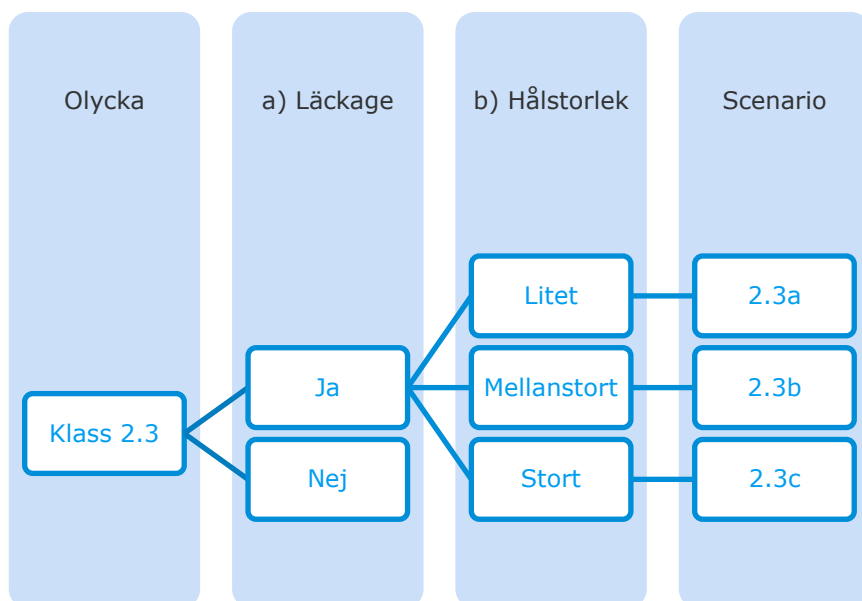 Olycka
a) Läckage
b) Hålstorlek
Scenario
Litet
2.3a
Ja
Mellanstort
2.3b
Klass 2.3
Nej
Stort
2.3c